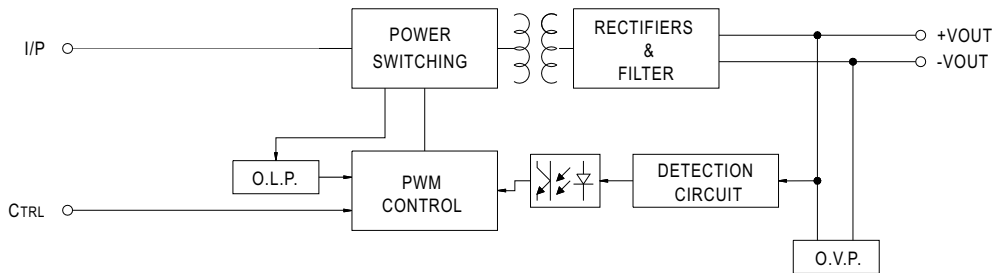 I/P
POWER
SWITCHING
RECTIFIERS
&
FILTER
+VOUT
-VOUT
O.L.P.
PWM
CONTROL
DETECTION
CIRCUIT
CTRL
O.V.P.